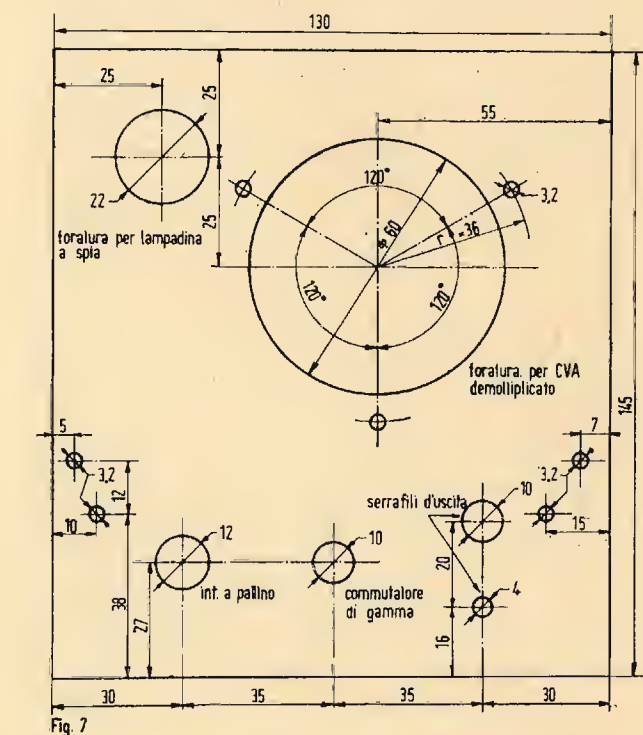 130
25
25
55
120°
3,2
22
ø 60
r =36
25
foratura per lampadina
a spia
120°
120°
foratura. per CVA
demolliplicato
145
5
7
3,2
3,2
12
10
serrafili d'uscita
10
15
12
10
20
int. a pallino
commutatore
di gamma
4
38
27
16
30
35
35
30
Fig. 7